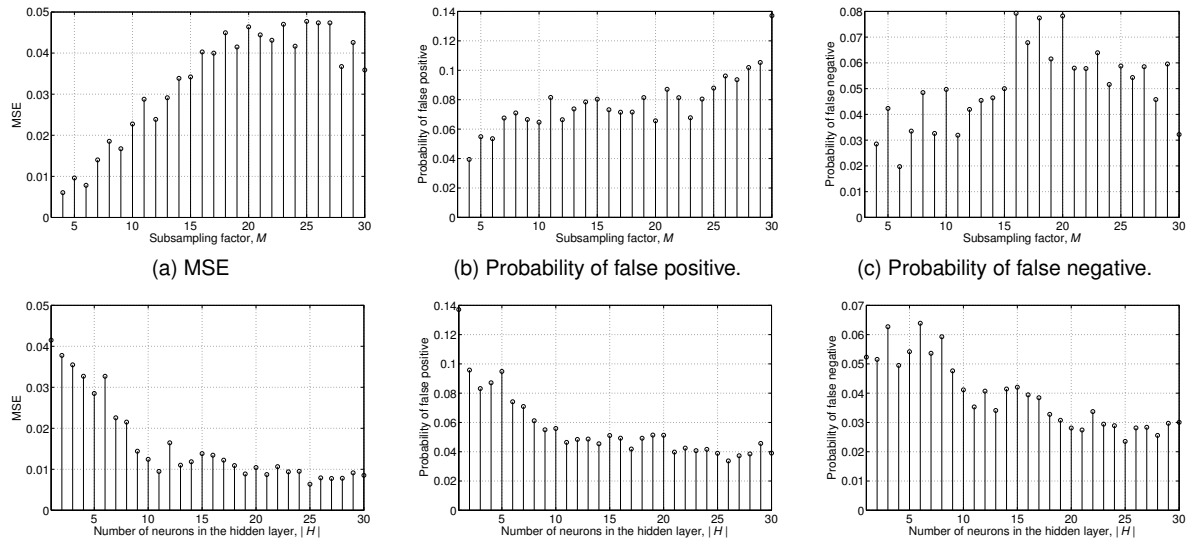 0.05
0.04
0.03
0.02
0.01
0
MSE
5 10 15 20 25 30
Subsampling factor, M
(a) MSE
0.14
0.12
0.1
0.08
0.06
0.04
0.02
0
Probability of false positive
5 10 15 20 25 30
Subsampling factor, M
(b) Probability of false positive.
0.08
0.07
0.06
0.05
0.04
0.03
0.02
0.01
0
Probability of false negative
5 10 15 20 25 30
Subsampling factor, M
(c) Probability of false negative.
0.05
0.04
0.03
0.02
0.01
0
MSE
5 10 15 20 25 30
Number of neurons in the hidden layer, | H |
0.14
0.12
0.1
0.08
0.06
0.04
0.02
0
Probability of false positive
5 10 15 20 25 30
Number of neurons in the hidden layer, | H |
0.07
0.06
0.05
0.04
0.03
0.02
0.01
0
Probability of false negative
5 10 15 20 25 30
Number of neurons in the hidden layer, | H |